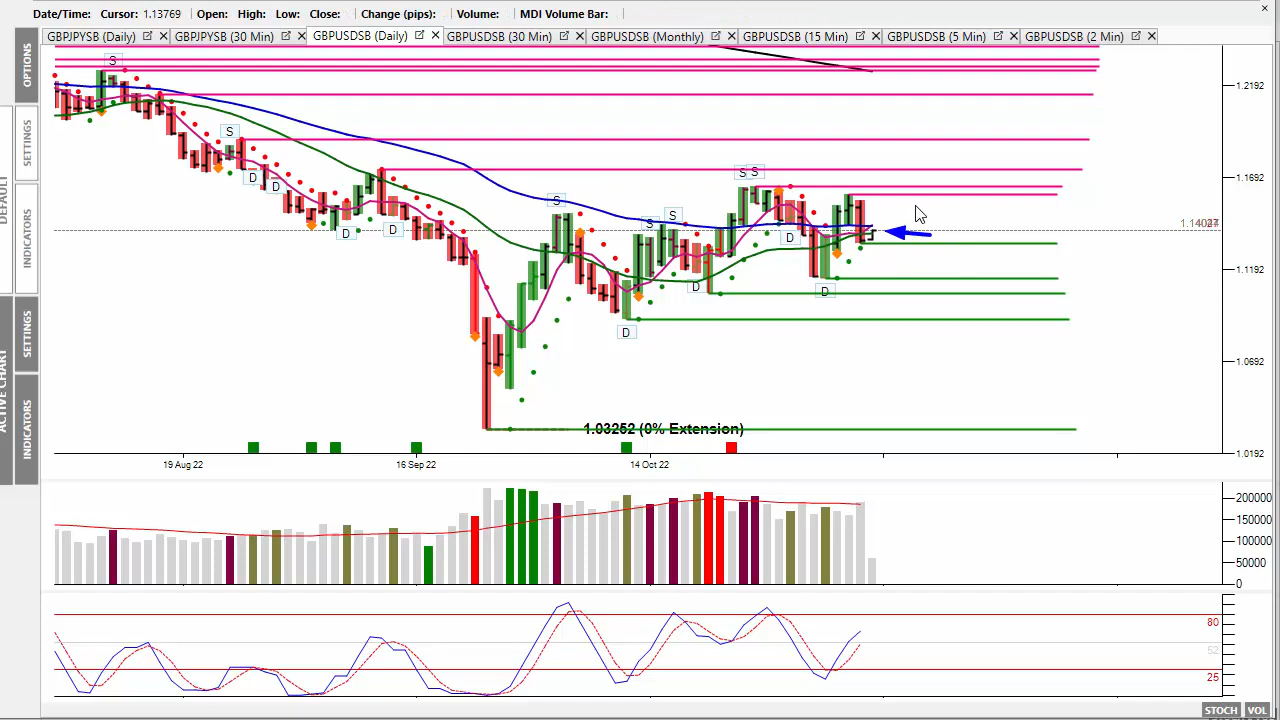 Date/Time: Cursor: 1.13769 Open: High: Low: Close: Change (pips): Volume: MDI Volume Bar:
GBPJPYSB (Daily) GBPJPYSB (30 Min) GBPUSDSB (Daily) GBPUSDSB (30 Min) GBPUSDSB (Monthly) GBPUSDSB (15 Min) GBPUSDSB (5 Min) GBPUSDSB (2 Min)
OPTIONS
SETTINGS
INDICATORS
DEFAULT
SETTINGS
INDICATORS
ACTIVE CHART
S
S
D
D
D
D
S
D
S
S
D
S S
D
D
1.2192
1.1692
1.1192
1.0692
1.0192
1.03252 (0% Extension)
19 Aug 22 16 Sep 22 14 Oct 22
200000
150000
100000
50000
0
80
52
25
STOCH VOL